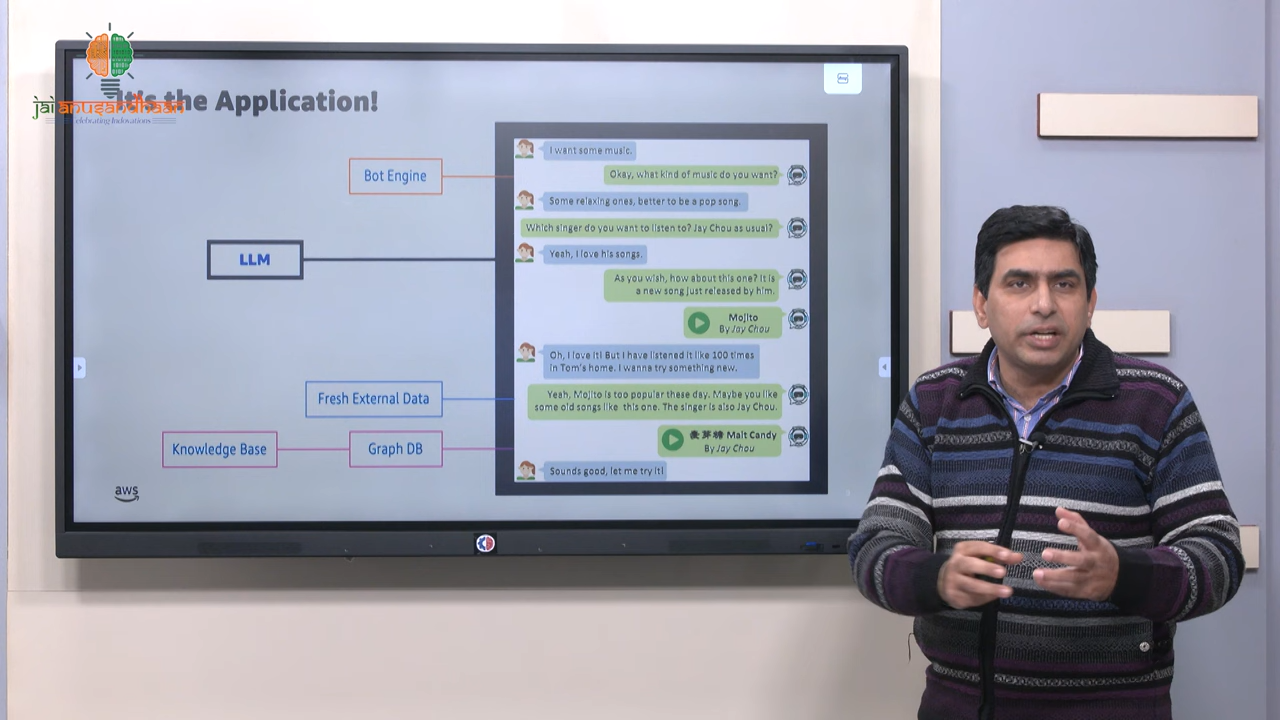 jai anusandhaan
celebrating Indovations
It's the Application!
Bot Engine
LLM
Fresh External Data
Knowledge Base
Graph DB
aws
I want some music.
Okay, what kind of music do you want?
Some relaxing ones, better to be a pop song.
Which singer do you want to listen to? Jay Chou as usual?
Yeah, I love his songs.
As you wish, how about this one? It is
a new song just released by him.
Mojito
By Jay Chou
Oh, I love it! But I have listened it like 100 times
in Tom's home. I wanna try something new.
Yeah, Mojito is too popular these day. Maybe you like
some old songs like this one. The singer is also Jay Chou.
麦芽糖 Malt Candy
By Jay Chou
Sounds good, let me try it!